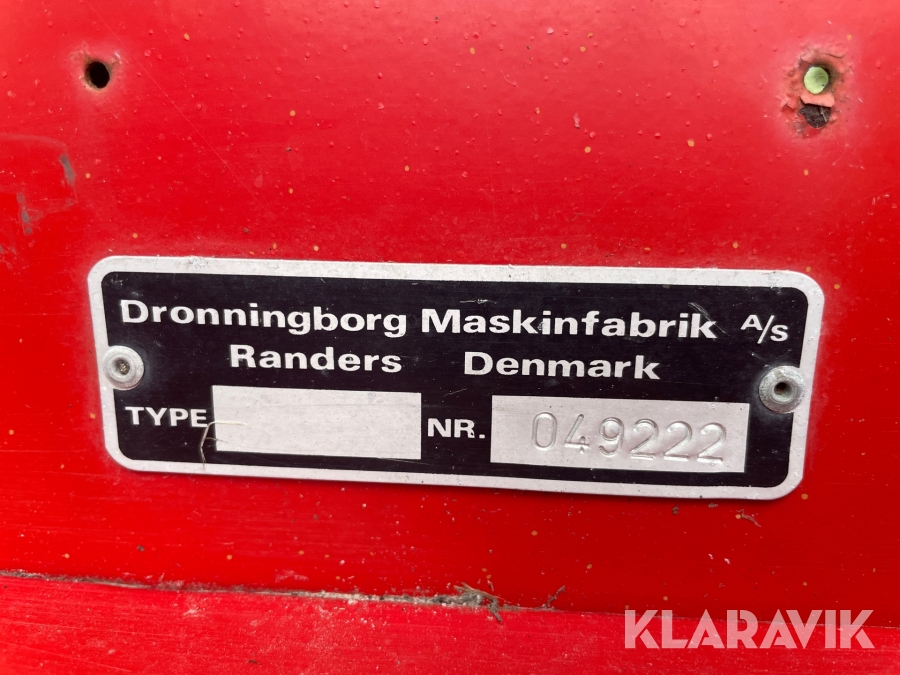 Dronningborg Maskinfabrik A/S
Randers Denmark
TYPE NR. 049222
KLARAVIK